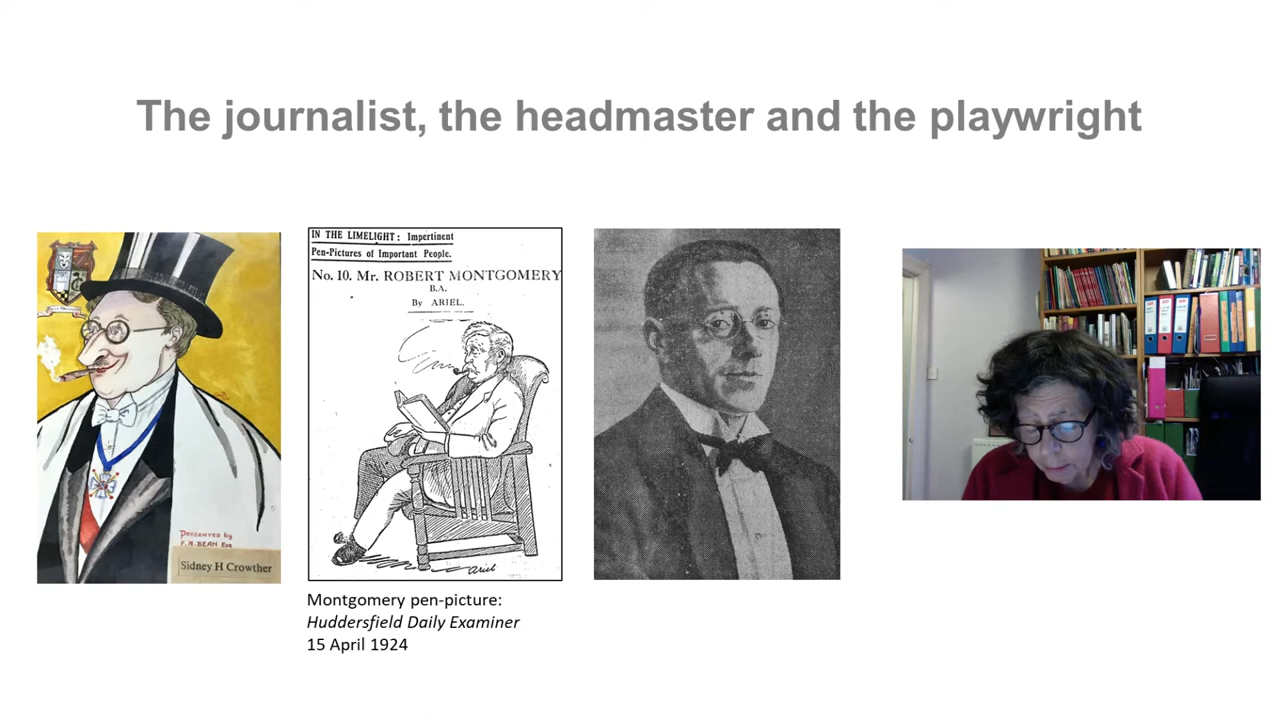 The journalist, the headmaster and the playwright
PRESENTED by
F. A. BEAN Esq
Sidney H Crowther
IN THE LIMELIGHT: Impertinent
Pen-Pictures of Important People.
No. 10. Mr. ROBERT MONTGOMERY
B.A.
By ARIEL.
Ariel
Montgomery pen-picture:
Huddersfield Daily Examiner
15 April 1924